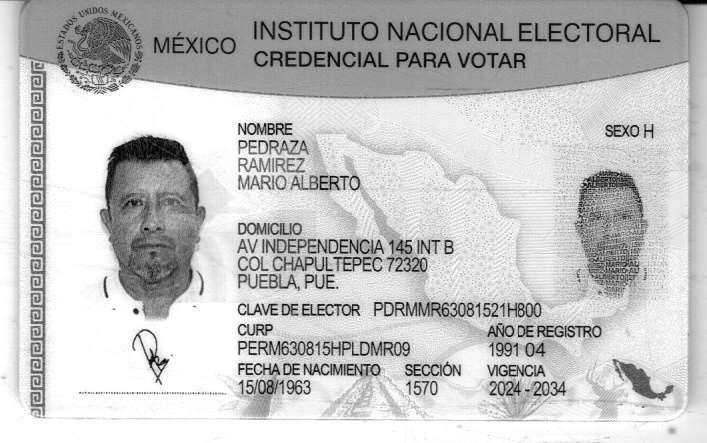 ESTADOS UNIDOS MEXICANOS
MÉXICO
INSTITUTO NACIONAL ELECTORAL
CREDENCIAL PARA VOTAR
NOMBRE
PEDRAZA
RAMIREZ
MARIO ALBERTO
SEXO H
DOMICILIO
AV INDEPENDENCIA 145 INT B
COL CHAPULTEPEC 72320
PUEBLA, PUE.
CLAVE DE ELECTOR PDRMMR63081521H800
CURP
PERM630815HPLDMR09
AÑO DE REGISTRO
1991 04
FECHA DE NACIMIENTO SECCIÓN VIGENCIA
15/08/1963 1570 2024 - 2034